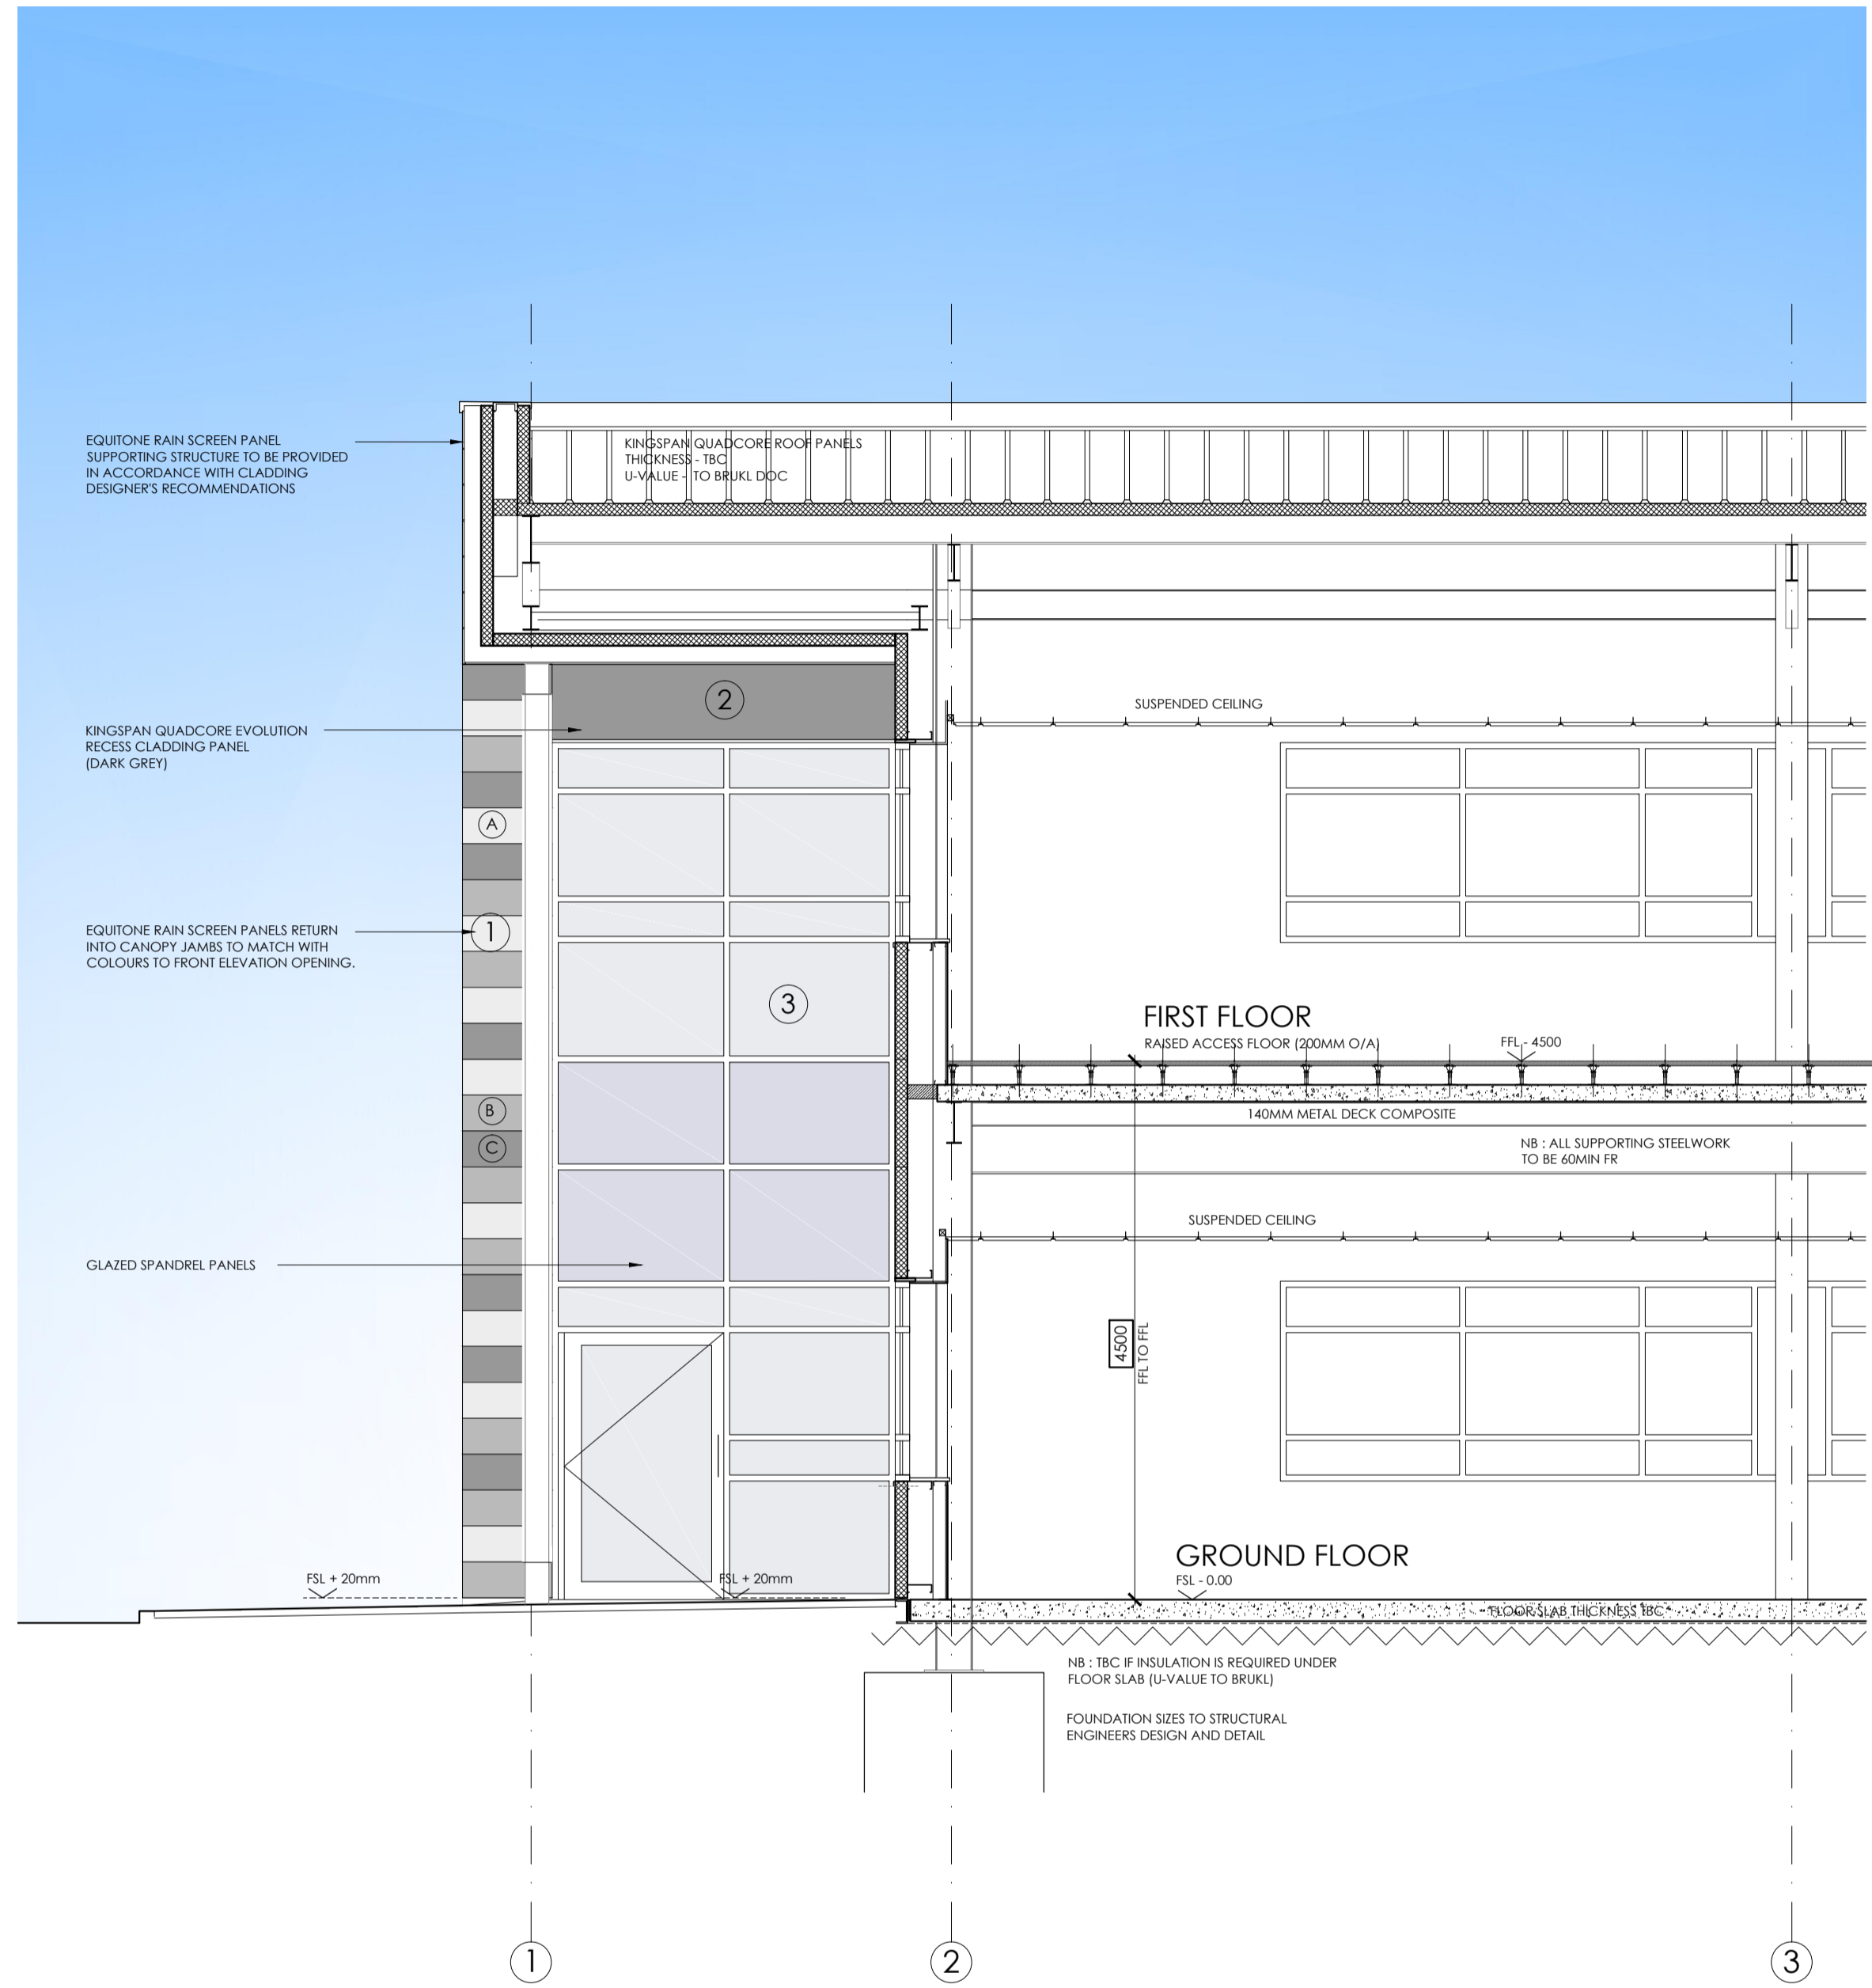 EQUITONE RAIN SCREEN PANEL
SUPPORTING STRUCTURE TO BE PROVIDED
IN ACCORDANCE WITH CLADDING
DESIGNER'S RECOMMENDATIONS
KINGSPAN QUADCORE ROOF PANELS
THICKNESS - TBC
U-VALUE - TO BRUKL DOC
2
SUSPENDED CEILING
KINGSPAN QUADCORE EVOLUTION
RECESS CLADDING PANEL
(DARK GREY)
A
1
EQUITONE RAIN SCREEN PANELS RETURN
INTO CANOPY JAMBS TO MATCH WITH
COLOURS TO FRONT ELEVATION OPENING.
3
FIRST FLOOR
RAISED ACCESS FLOOR (200MM O/A)
FFL - 4500
B
140MM METAL DECK COMPOSITE
C
NB : ALL SUPPORTING STEELWORK
TO BE 60MIN FR
SUSPENDED CEILING
GLAZED SPANDREL PANELS
4500
FFL TO FFL
GROUND FLOOR
FSL - 0.00
FSL + 20mm
FSL + 20mm
FLOOR SLAB THICKNESS TBC
NB : TBC IF INSULATION IS REQUIRED UNDER
FLOOR SLAB (U-VALUE TO BRUKL)
FOUNDATION SIZES TO STRUCTURAL
ENGINEERS DESIGN AND DETAIL
1
2
3